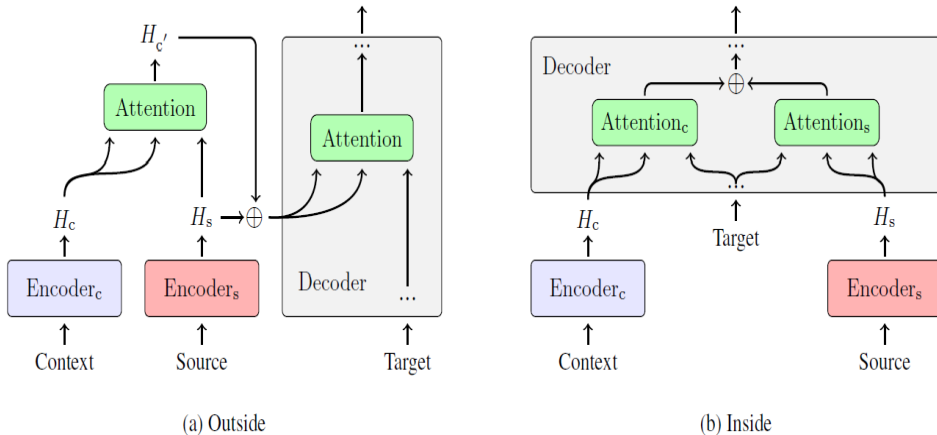 H_c′
...
Attention
Attention
H_c
H_s
⊕
Encoder_c
Encoder_s
Decoder
...
Context
Source
Target
(a) Outside
...
Decoder
⊕
Attention_c
Attention_s
...
H_c
H_s
Target
Encoder_c
Encoder_s
Context
Source
(b) Inside